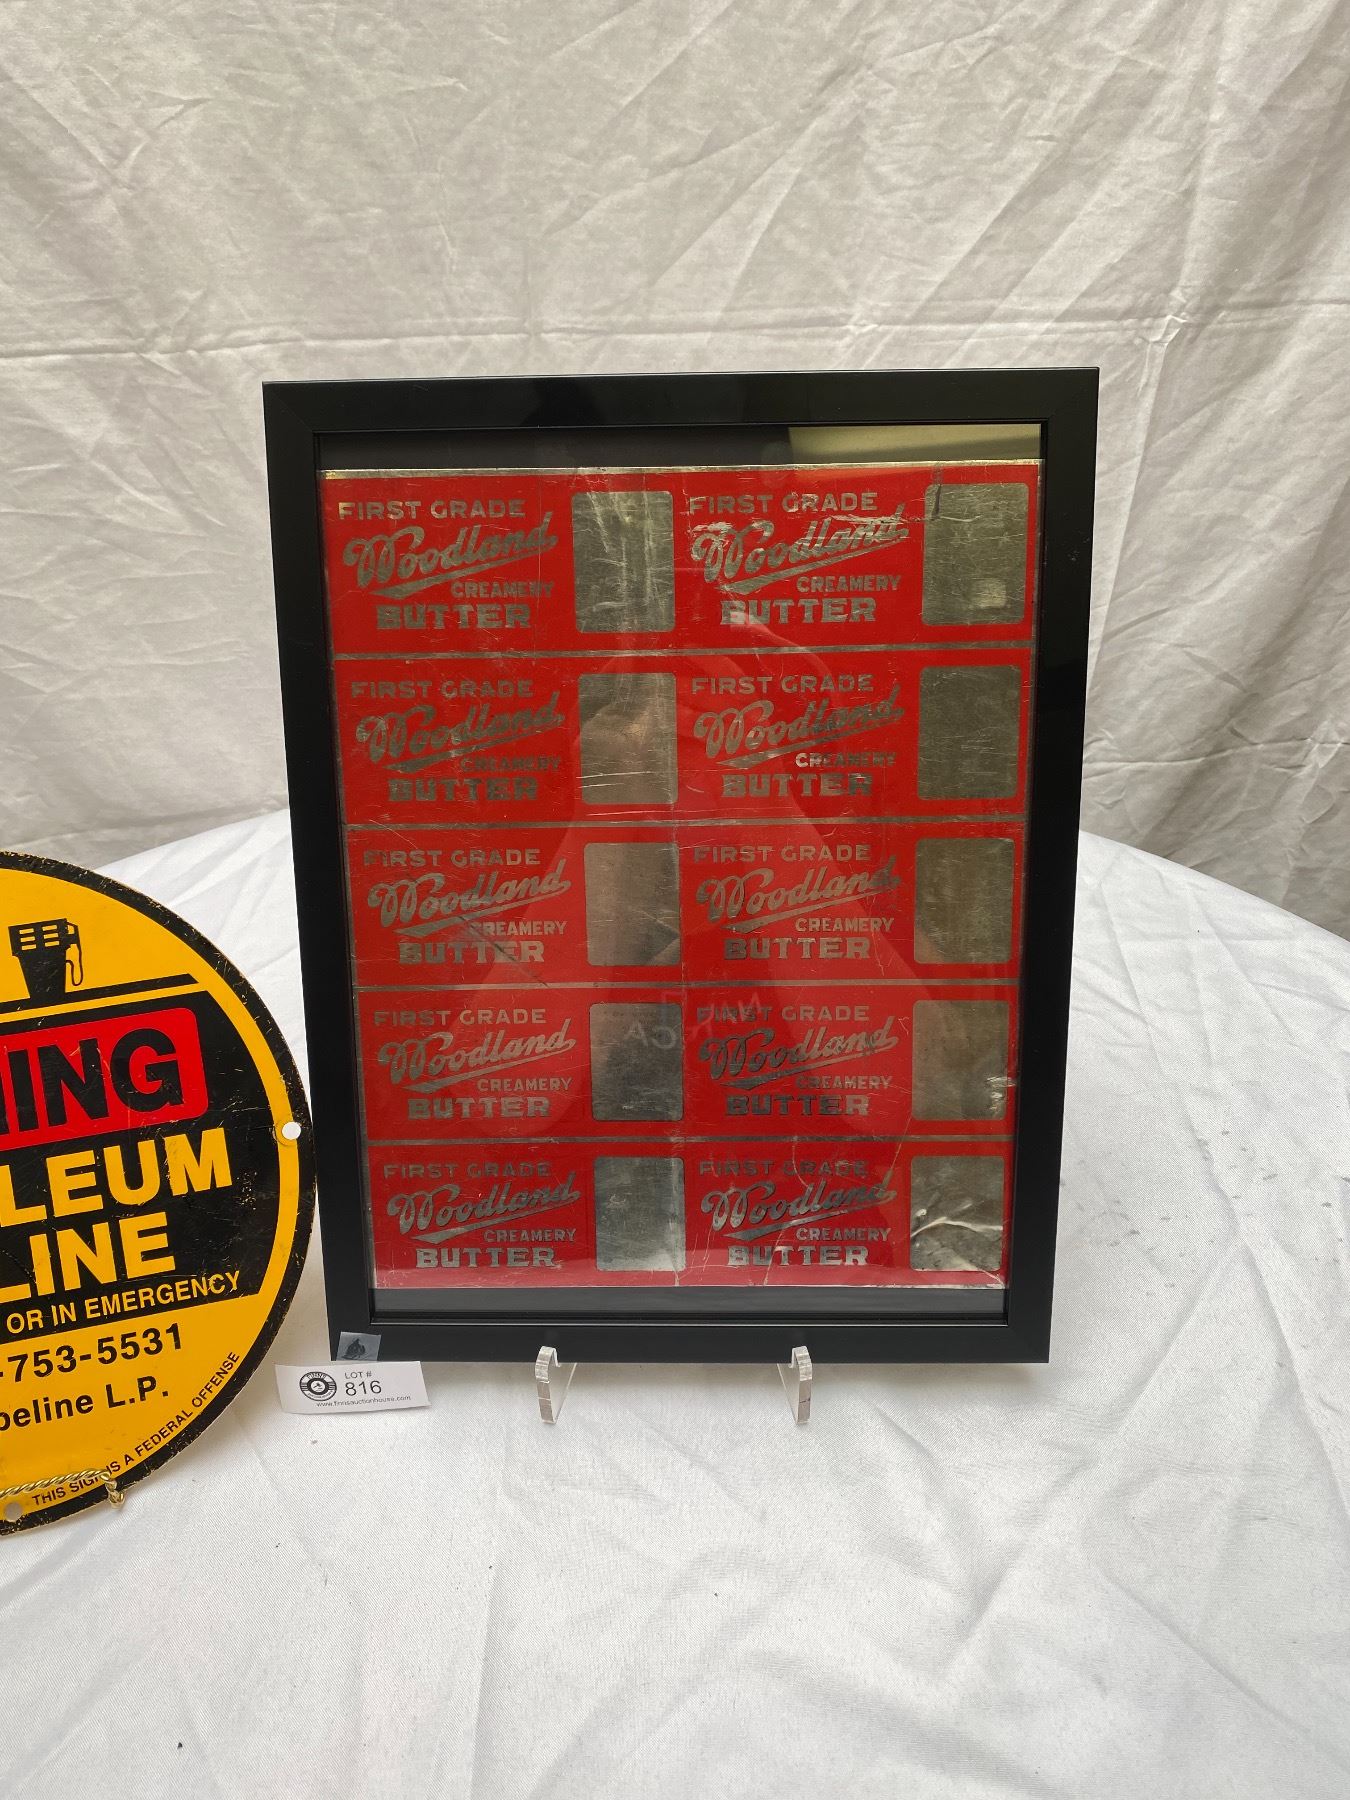 FIRST GRADE
Woodland
CREAMERY
BUTTER
FIRST GRADE
Woodland
CREAMERY
BUTTER
FIRST GRADE
Woodland
CREAMERY
BUTTER
FIRST GRADE
Woodland
CREAMERY
BUTTER
FIRST GRADE
Woodland
CREAMERY
BUTTER
FIRST GRADE
Woodland
CREAMERY
BUTTER
FIRST GRADE
Woodland
CREAMERY
BUTTER
FIRST GRADE
Woodland
CREAMERY
BUTTER
FIRST GRADE
Woodland
CREAMERY
BUTTER
FIRST GRADE
Woodland
CREAMERY
BUTTER
ING
LEUM
LINE
OR IN EMERGENCY
-753-5531
peline L.P.
THIS SIGN IS A FEDERAL OFFENSE
LOT #
816
www.finnsauctionhouse.com